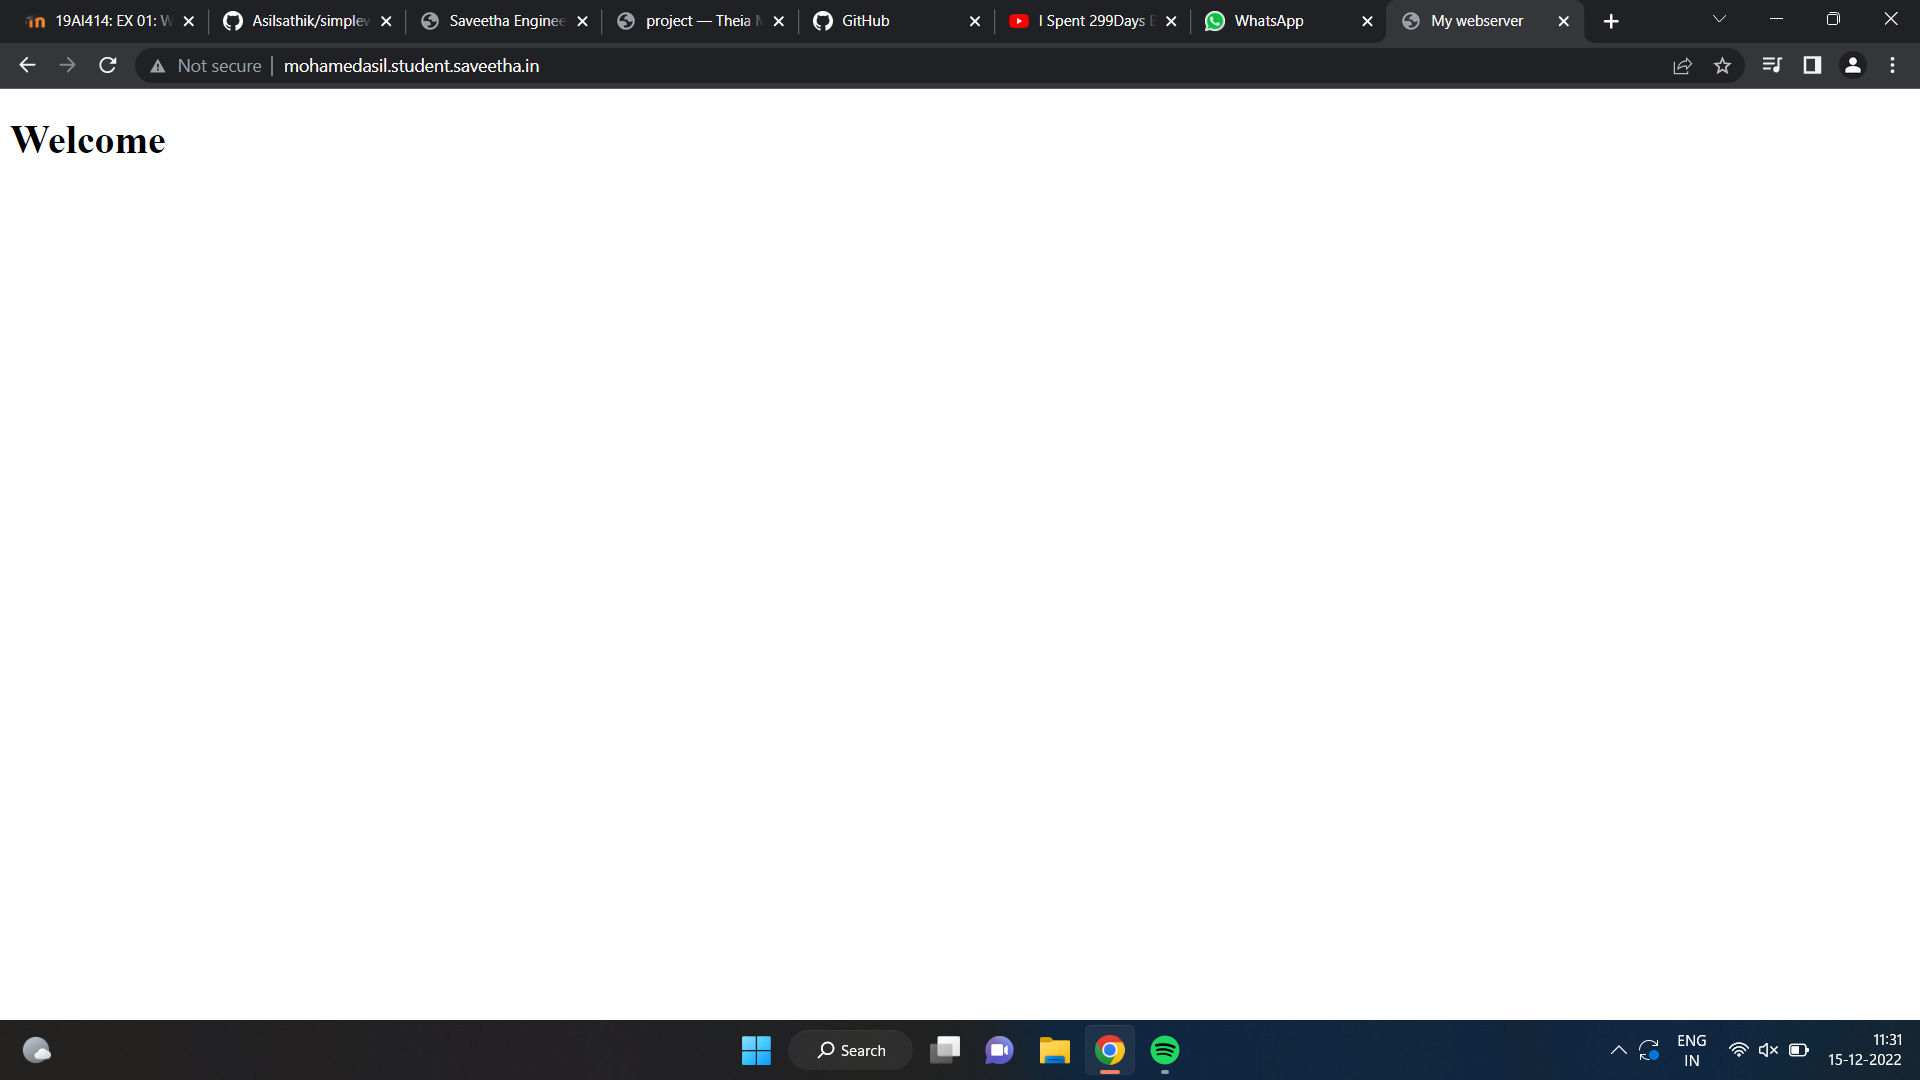 19AI414: EX 01: W
Asilsathik/simplew
Saveetha Enginee
project — Theia
GitHub
I Spent 299Days
WhatsApp
My webserver
Not secure
mohamedasil.student.saveetha.in
Welcome
Search
ENG
IN
11:31
15-12-2022